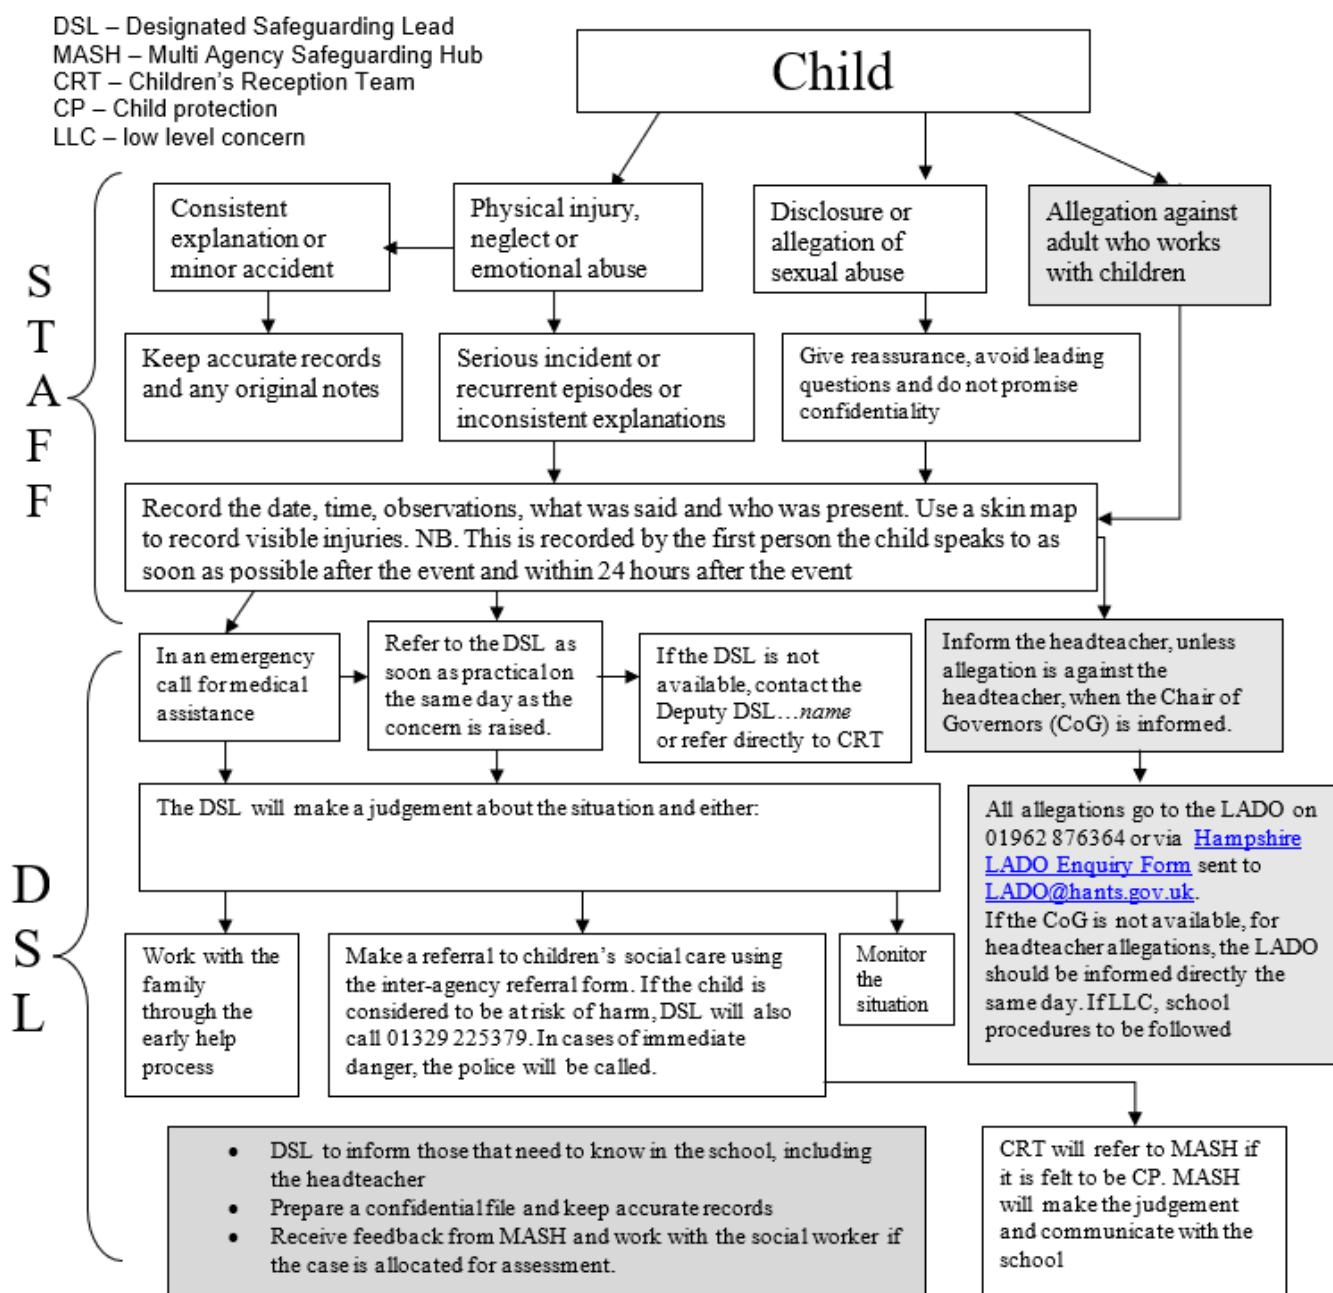 DSL – Designated Safeguarding Lead
MASH – Multi Agency Safeguarding Hub
CRT – Children's Reception Team
CP – Child protection
LLC – low level concern
Child
S
T
A
F
F
Consistent
explanation or
minor accident
Physical injury,
neglect or
emotional abuse
Disclosure or
allegation of
sexual abuse
Allegation against
adult who works
with children
Keep accurate records
and any original notes
Serious incident or
recurrent episodes or
inconsistent explanations
Give reassurance, avoid leading
questions and do not promise
confidentiality
Record the date, time, observations, what was said and who was present. Use a skin map
to record visible injuries. NB. This is recorded by the first person the child speaks to as
soon as possible after the event and within 24 hours after the event
D
S
L
In an emergency
call for medical
assistance
Refer to the DSL as
soon as practical on
the same day as the
concern is raised.
If the DSL is not
available, contact the
Deputy DSL…name
or refer directly to CRT
Inform the headteacher, unless
allegation is against the
headteacher, when the Chair of
Governors (CoG) is informed.
The DSL will make a judgement about the situation and either:
All allegations go to the LADO on
01962 876364 or via Hampshire
LADO Enquiry Form sent to
LADO@hants.gov.uk.
If the CoG is not available, for
headteacher allegations, the LADO
should be informed directly the
same day. If LLC, school
procedures to be followed
Work with the
family
through the
early help
process
Make a referral to children's social care using
the inter-agency referral form. If the child is
considered to be at risk of harm, DSL will also
call 01329 225379. In cases of immediate
danger, the police will be called.
Monitor
the
situation
• DSL to inform those that need to know in the school, including
the headteacher
• Prepare a confidential file and keep accurate records
• Receive feedback from MASH and work with the social worker if
the case is allocated for assessment.
CRT will refer to MASH if
it is felt to be CP. MASH
will make the judgement
and communicate with the
school